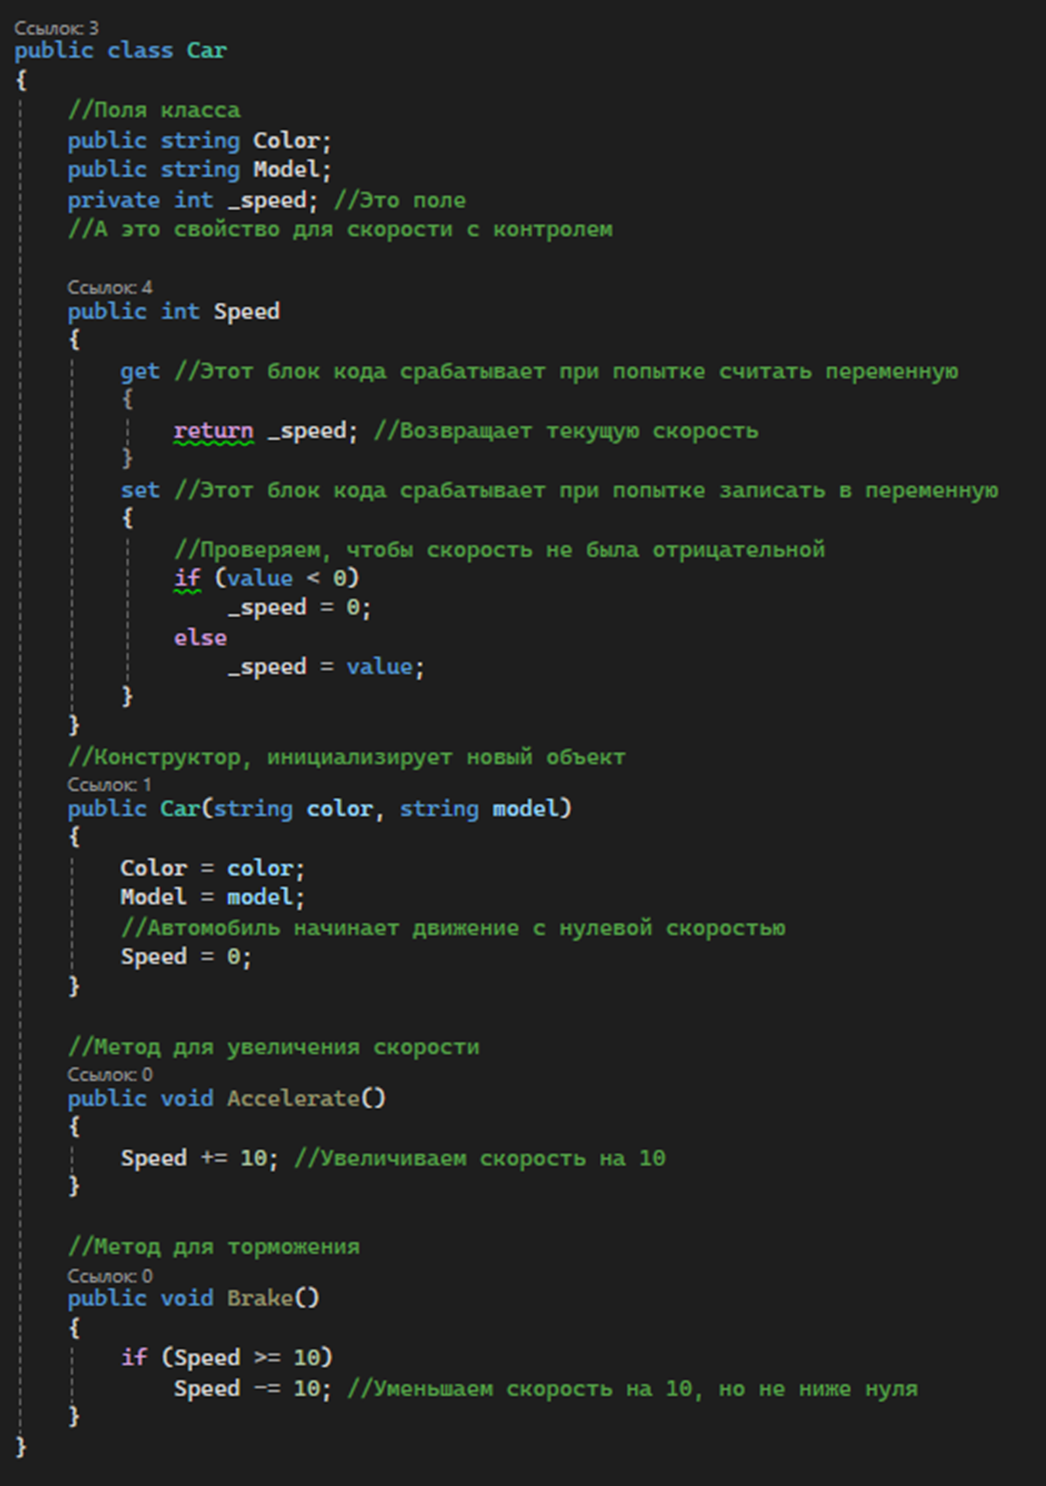 Ссылок: 3
public class Car
{
//Поля класса
public string Color;
public string Model;
private int _speed; //Это поле
//А это свойство для скорости с контролем
Ссылок: 4
public int Speed
{
get //Этот блок кода срабатывает при попытке считать переменную
{
return _speed; //Возвращает текущую скорость
}
set //Этот блок кода срабатывает при попытке записать в переменную
{
//Проверяем, чтобы скорость не была отрицательной
if (value < 0)
_speed = 0;
else
_speed = value;
}
}
//Конструктор, инициализирует новый объект
Ссылок: 1
public Car(string color, string model)
{
Color = color;
Model = model;
//Автомобиль начинает движение с нулевой скоростью
Speed = 0;
}
//Метод для увеличения скорости
Ссылок: 0
public void Accelerate()
{
Speed += 10; //Увеличиваем скорость на 10
}
//Метод для торможения
Ссылок: 0
public void Brake()
{
if (Speed >= 10)
Speed -= 10; //Уменьшаем скорость на 10, но не ниже нуля
}
}